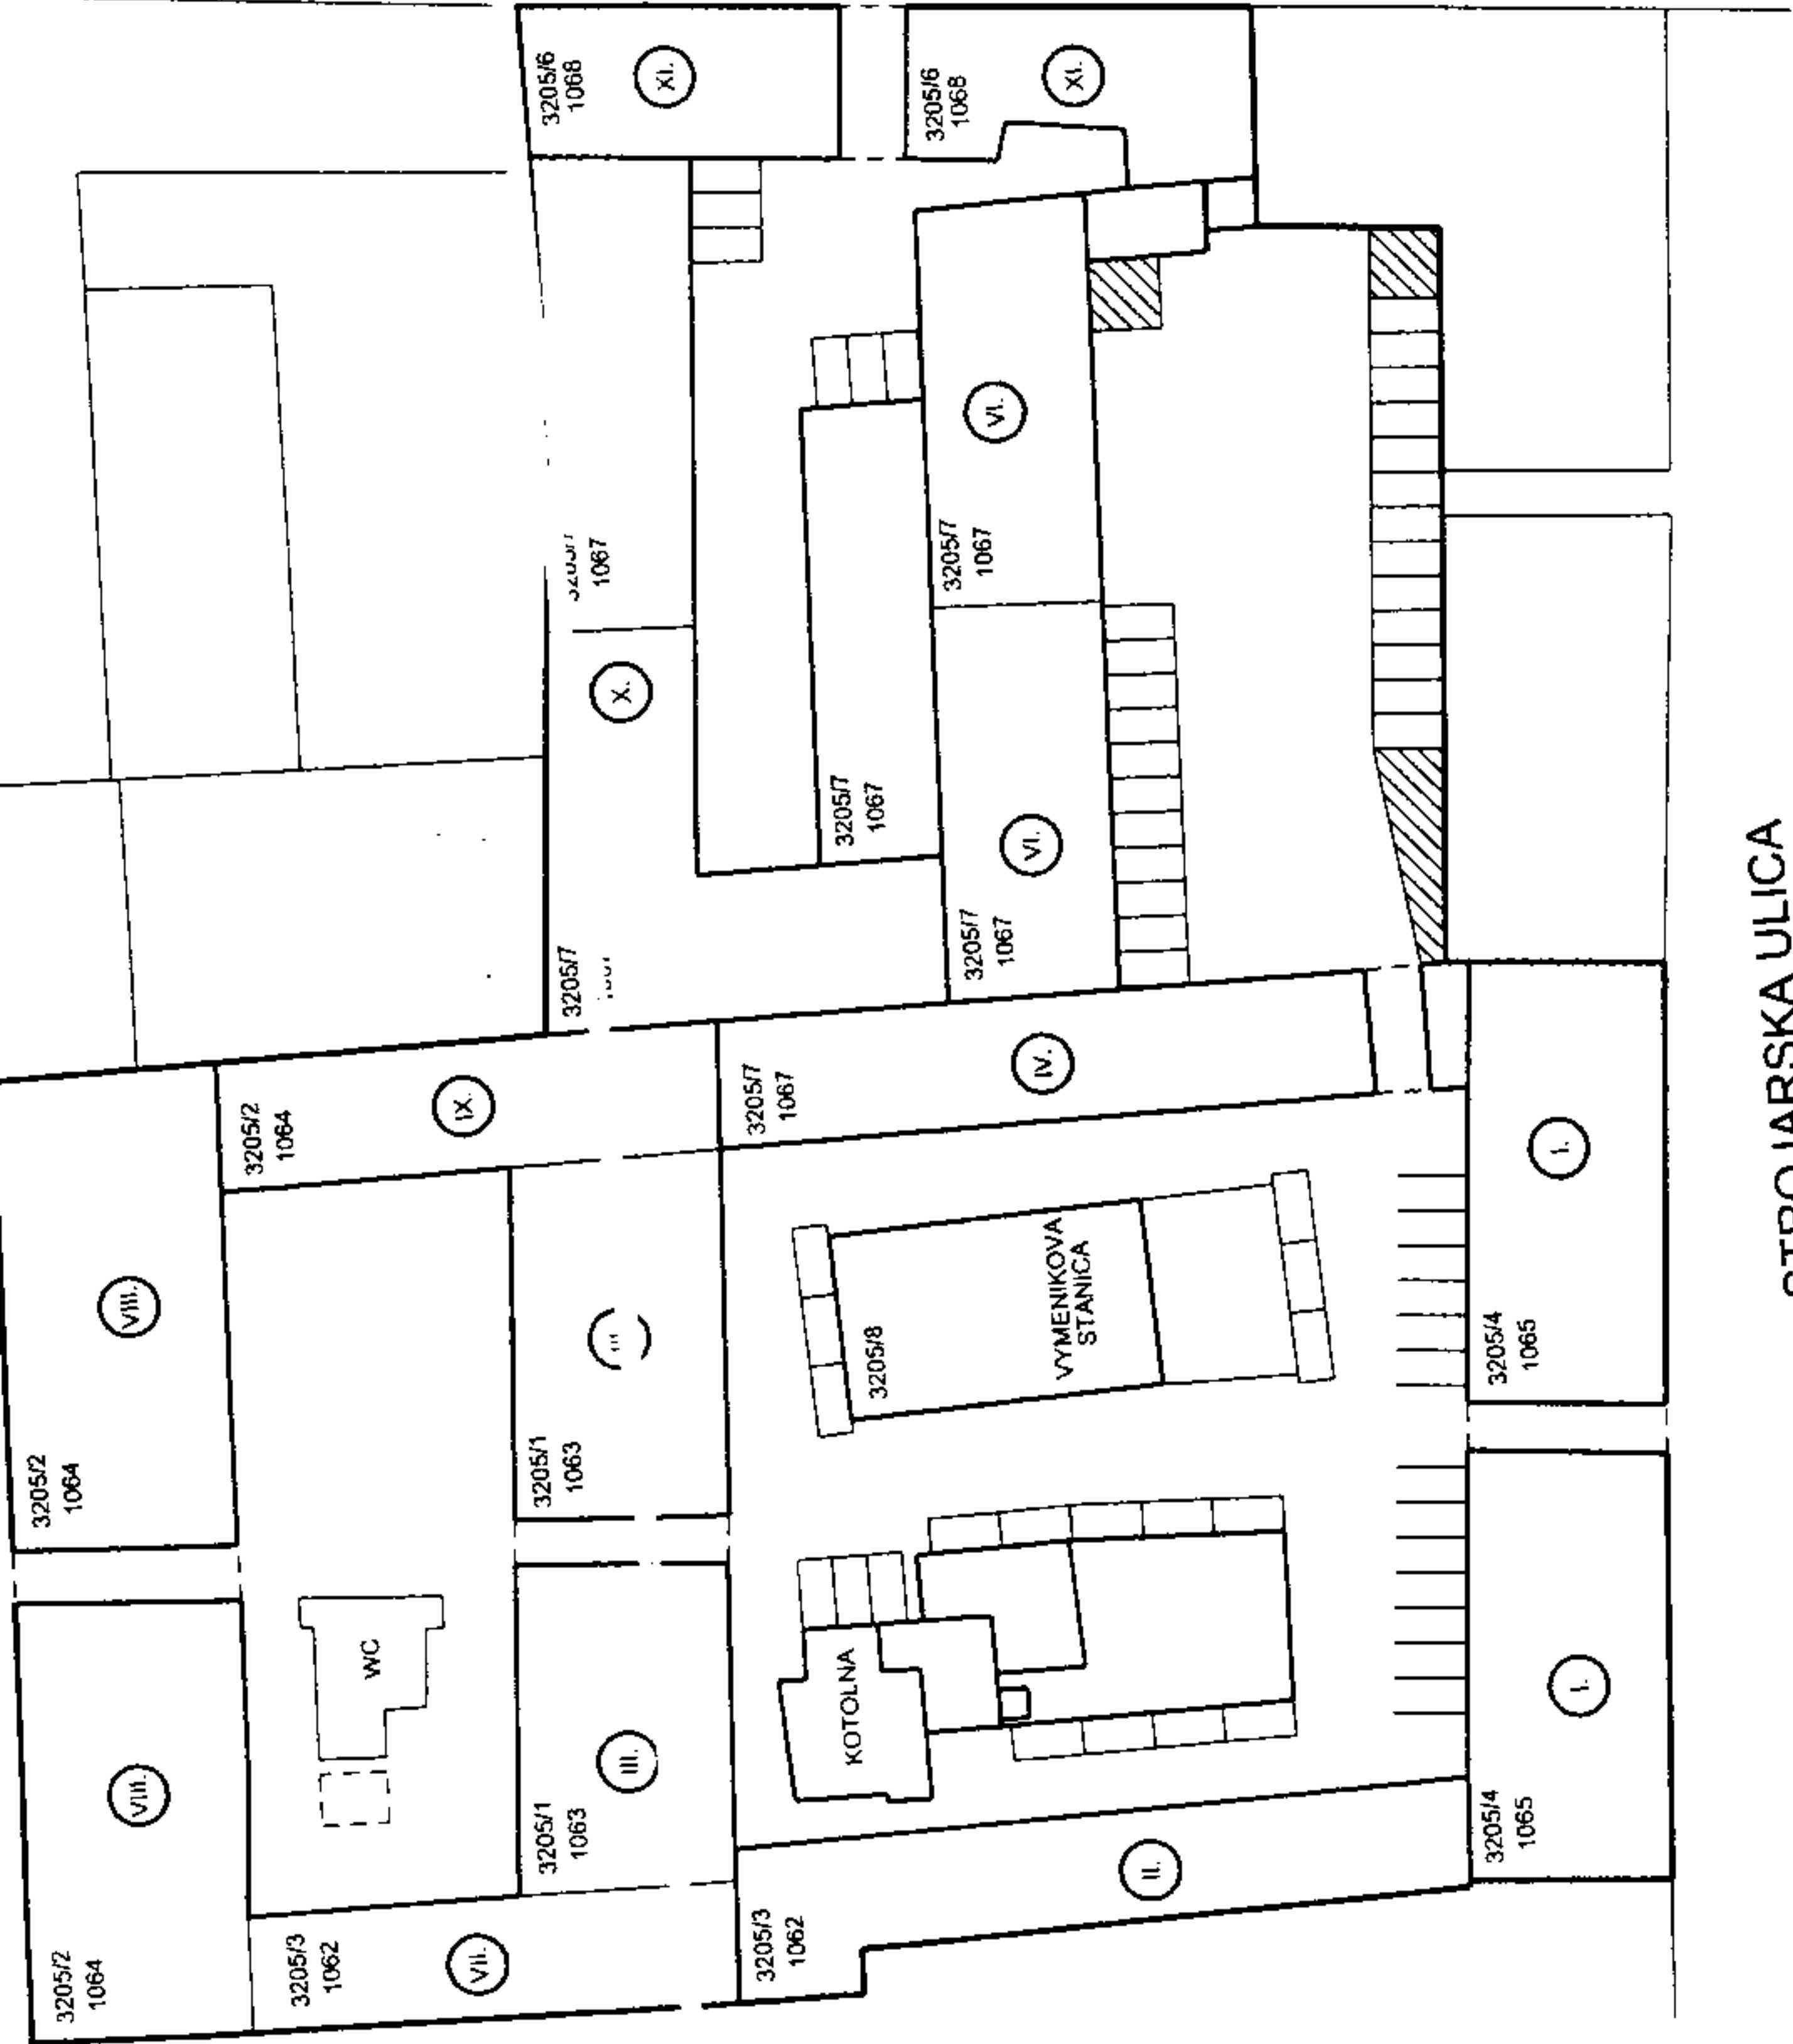 3205/2
1064
3205/2
1064
VIII.
VIII.
3205/3
1062
3205/2
1064
WC
VII.
IX.
3205/1
1063
3205/1
1063
3205/7
1067
3205/6
1068
III.
X.
XI.
3205/3
1062
3205/7
1067
KOTOLNA
3205/8
3205/7
1067
3205/6
1068
3205/7
1067
3205/7
1067
VI.
VI.
IV.
VYMENIKOVA
STANICA
XI.
II.
3205/4
1065
3205/4
1065
I.
I.
STROJARSKA ULICA